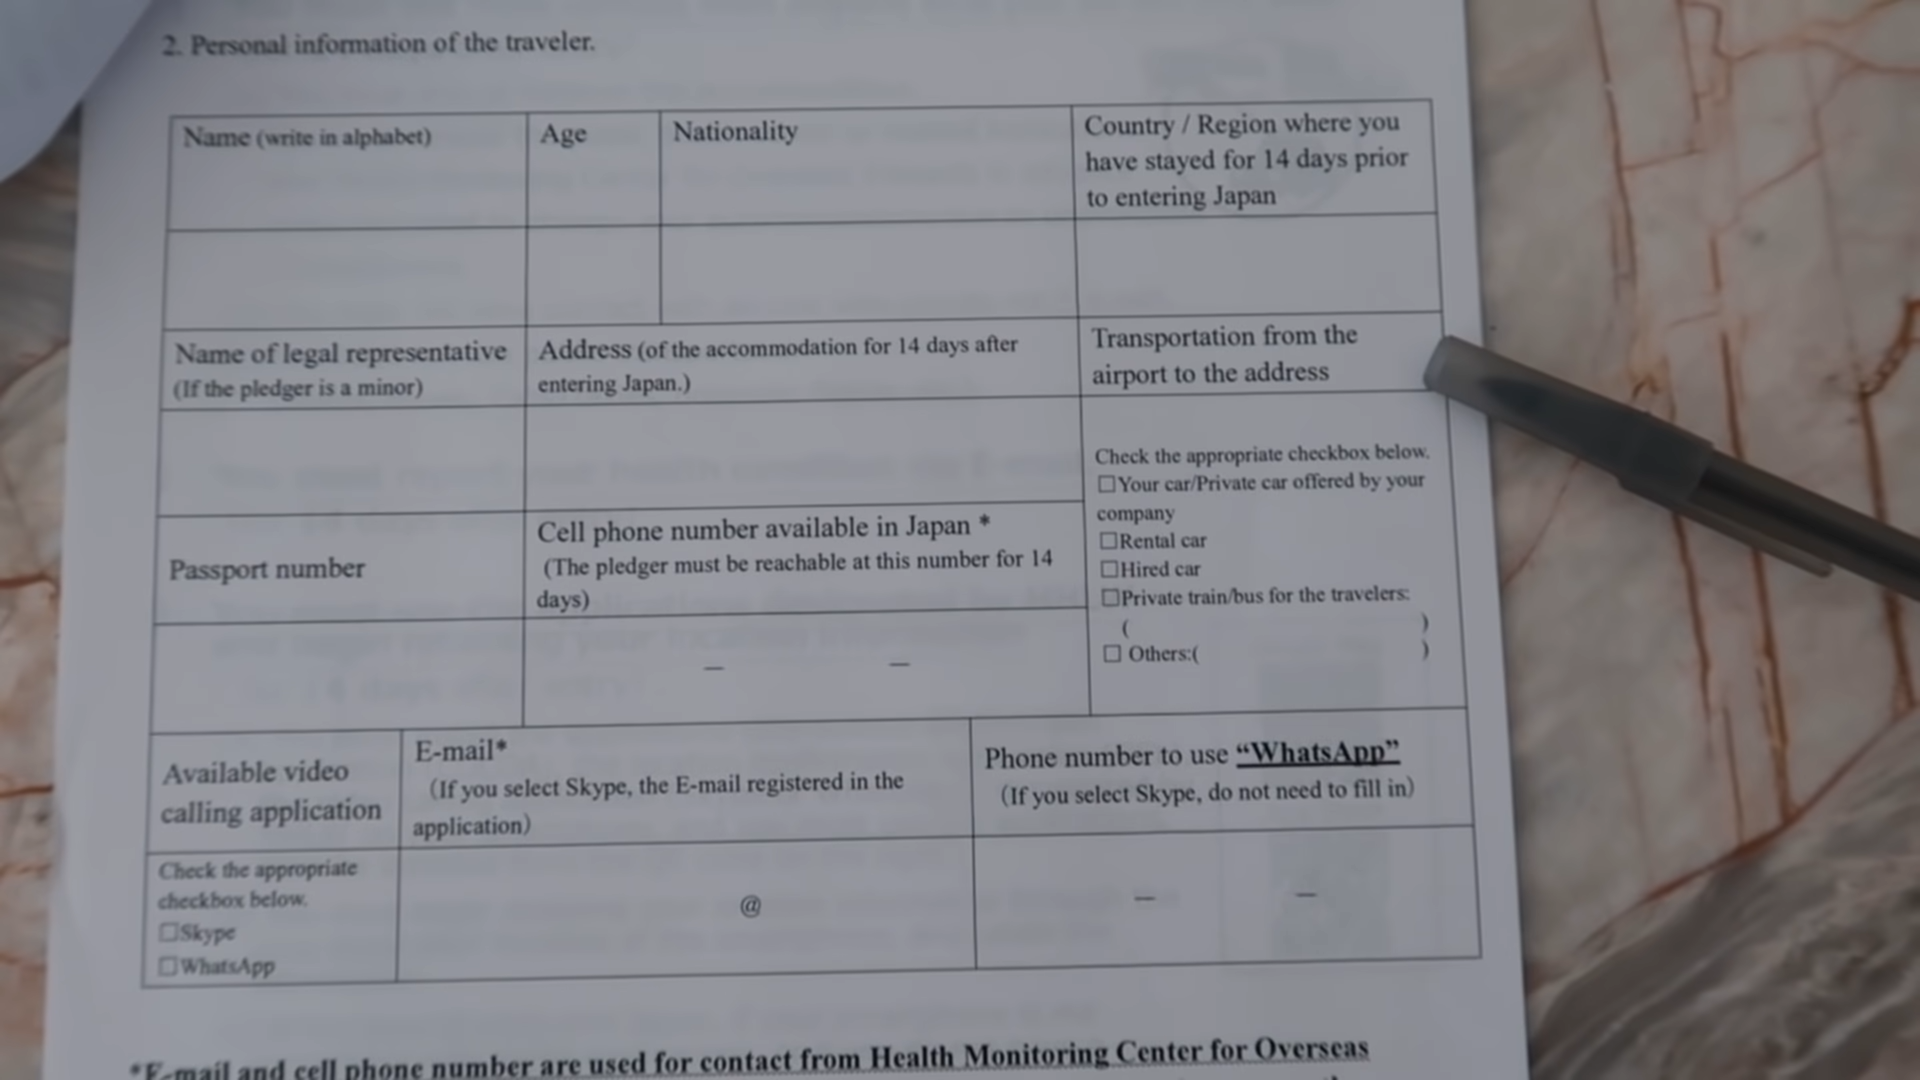 2. Personal information of the traveler.
Name (write in alphabet)
Age
Nationality
Country / Region where you
have stayed for 14 days prior
to entering Japan
Name of legal representative
(If the pledger is a minor)
Address (of the accommodation for 14 days after
entering Japan.)
Transportation from the
airport to the address
Check the appropriate checkbox below.
☐Your car/Private car offered by your
company
☐Rental car
☐Hired car
☐Private train/bus for the travelers:
( )
☐ Others:( )
Passport number
Cell phone number available in Japan *
(The pledger must be reachable at this number for 14
days)
— —
Available video
calling application
E-mail*
(If you select Skype, the E-mail registered in the
application)
Phone number to use “WhatsApp”
(If you select Skype, do not need to fill in)
Check the appropriate
checkbox below.
☐Skype
☐WhatsApp
@
— —
*E-mail and cell phone number are used for contact from Health Monitoring Center for Overseas